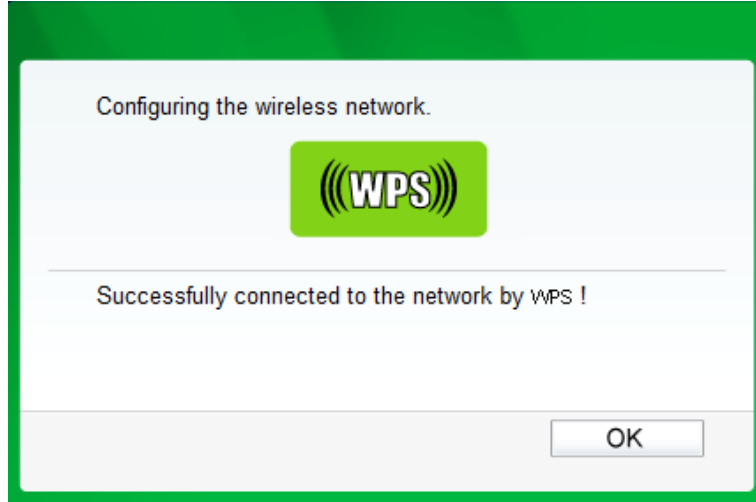 Configuring the wireless network.
(((WPS)))
Successfully connected to the network by WPS !
OK